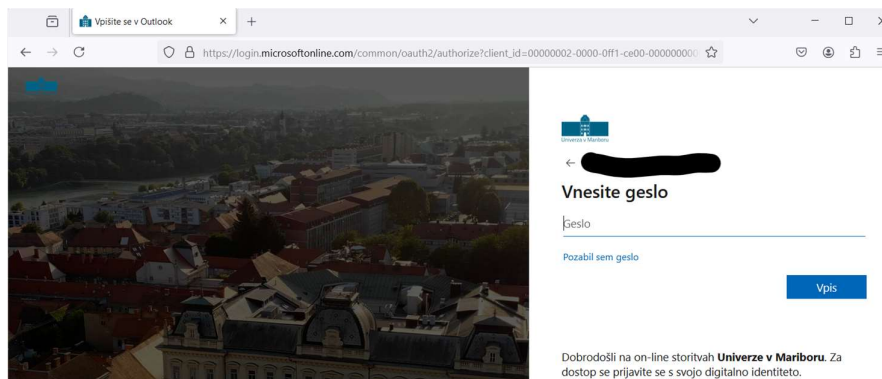 Vpišite se v Outlook
https://login.microsoftonline.com/common/oauth2/authorize?client_id=00000002-0000-0ff1-ce00-000000000
Univerza v Mariboru
Vnesite geslo
Geslo
Pozabil sem geslo
Vpis
Dobrodošli na on-line storitvah Univerze v Mariboru. Za
dostop se prijavite se s svojo digitalno identiteto.